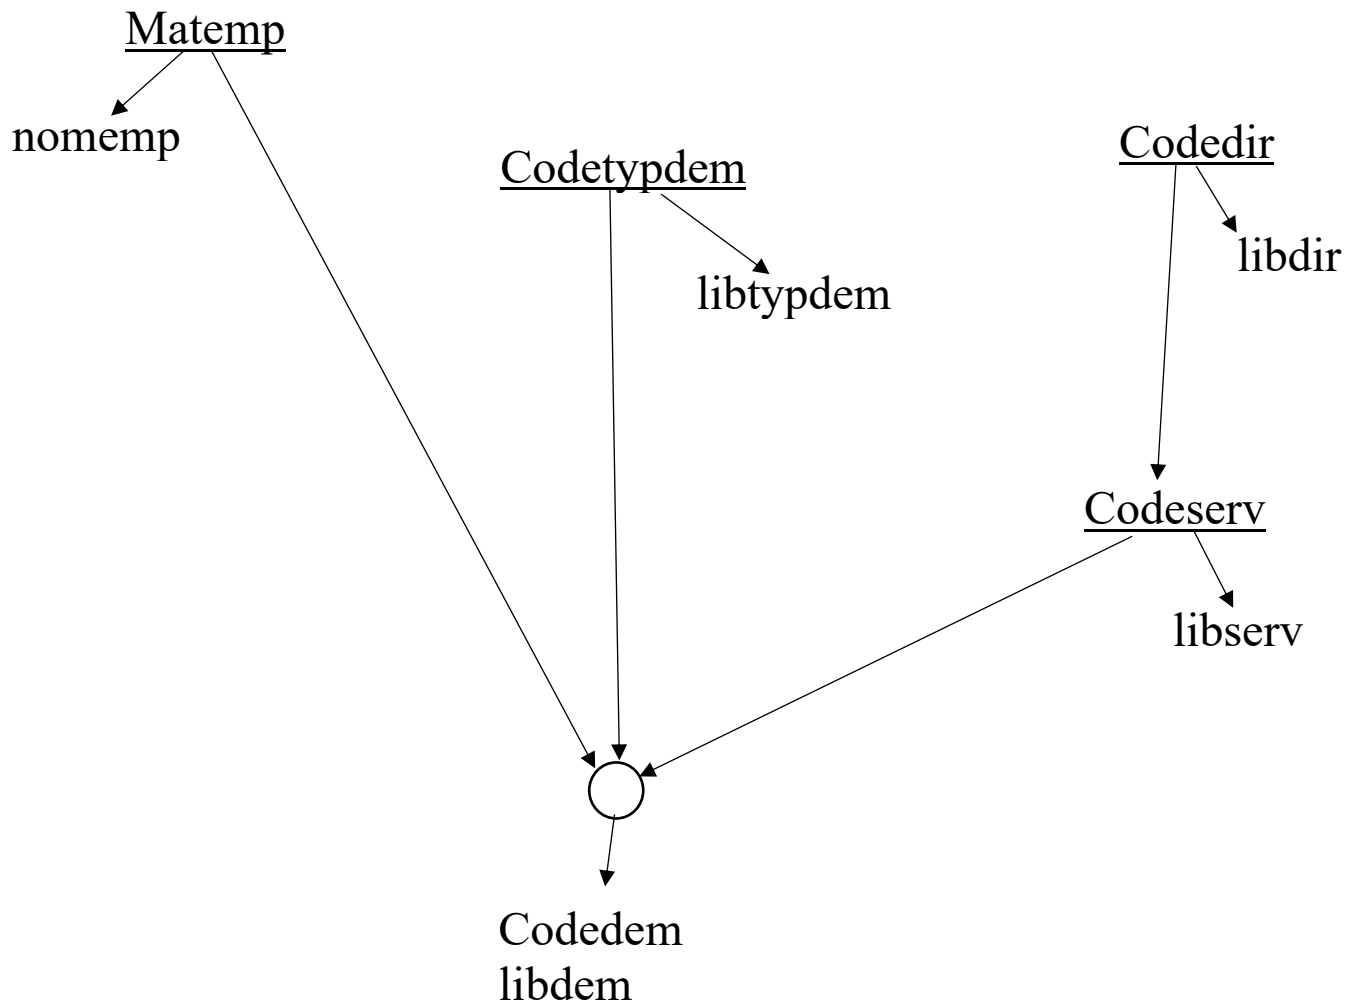 Matemp
nomemp
Codetypdem
libtypdem
Codedir
libdir
Codeserv
libserv
Codedem
libdem